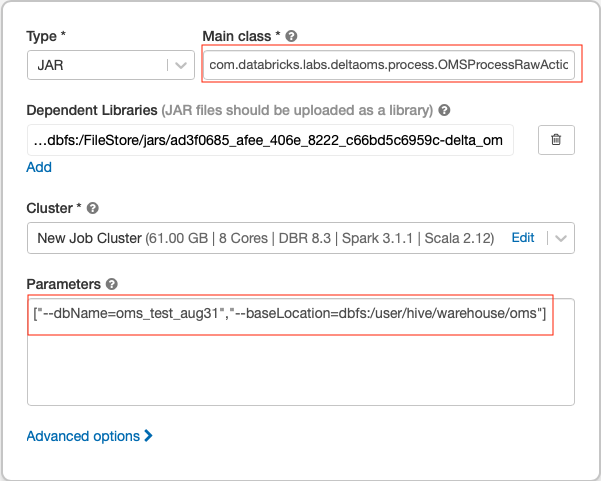 Type * Main class *
JAR com.databricks.labs.deltaoms.process.OMSProcessRawActic
Dependent Libraries (JAR files should be uploaded as a library)
...dbfs:/FileStore/jars/ad3f0685_afee_406e_8222_c66bd5c6959c-delta_om
Add
Cluster *
New Job Cluster (61.00 GB | 8 Cores | DBR 8.3 | Spark 3.1.1 | Scala 2.12) Edit
Parameters
["--dbName=oms_test_aug31","--baseLocation=dbfs:/user/hive/warehouse/oms"]
Advanced options